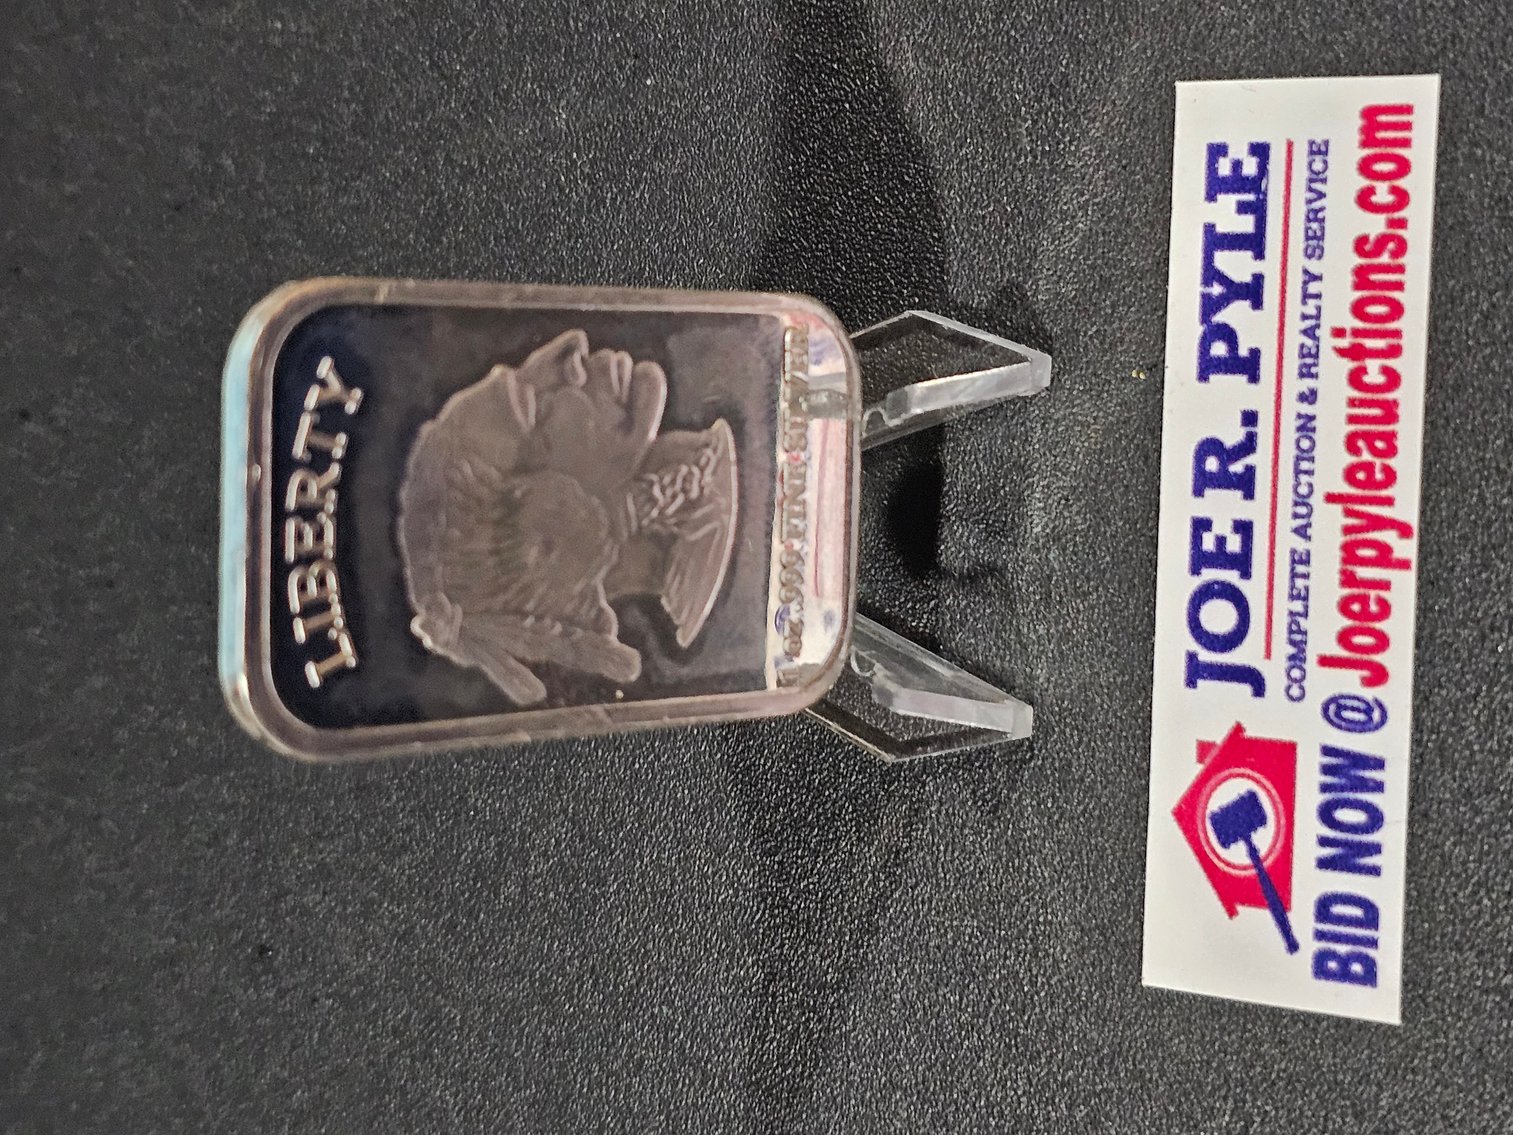 LIBERTY
1 oz .999 FINE SILVER
JOE R. PYLE
COMPLETE AUCTION & REALTY SERVICE
BID NOW @ Joerpyleauctions.com